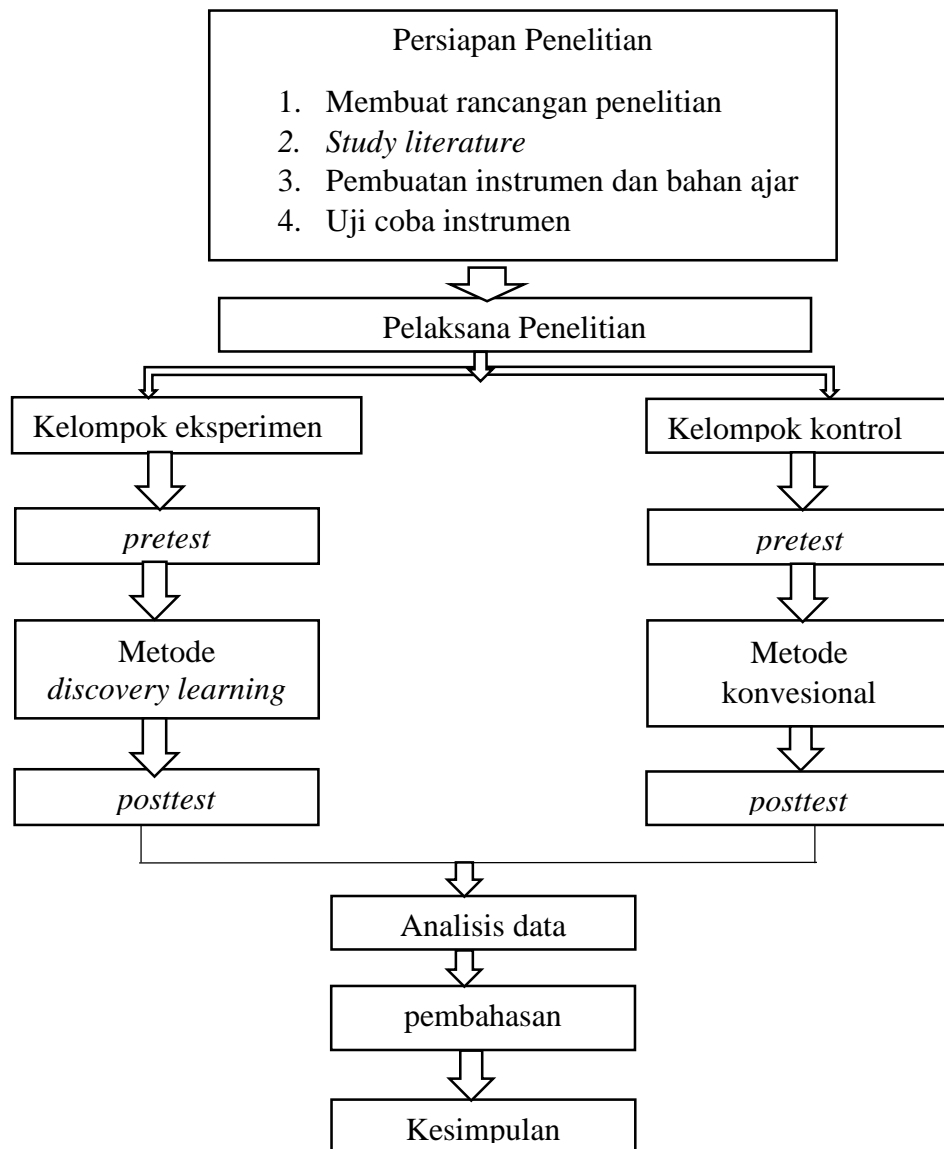 Persiapan Penelitian
1. Membuat rancangan penelitian
2. Study literature
3. Pembuatan instrumen dan bahan ajar
4. Uji coba instrumen
Pelaksana Penelitian
Kelompok eksperimen
Kelompok kontrol
pretest
pretest
Metode
discovery learning
Metode
konvesional
posttest
posttest
Analisis data
pembahasan
Kesimpulan